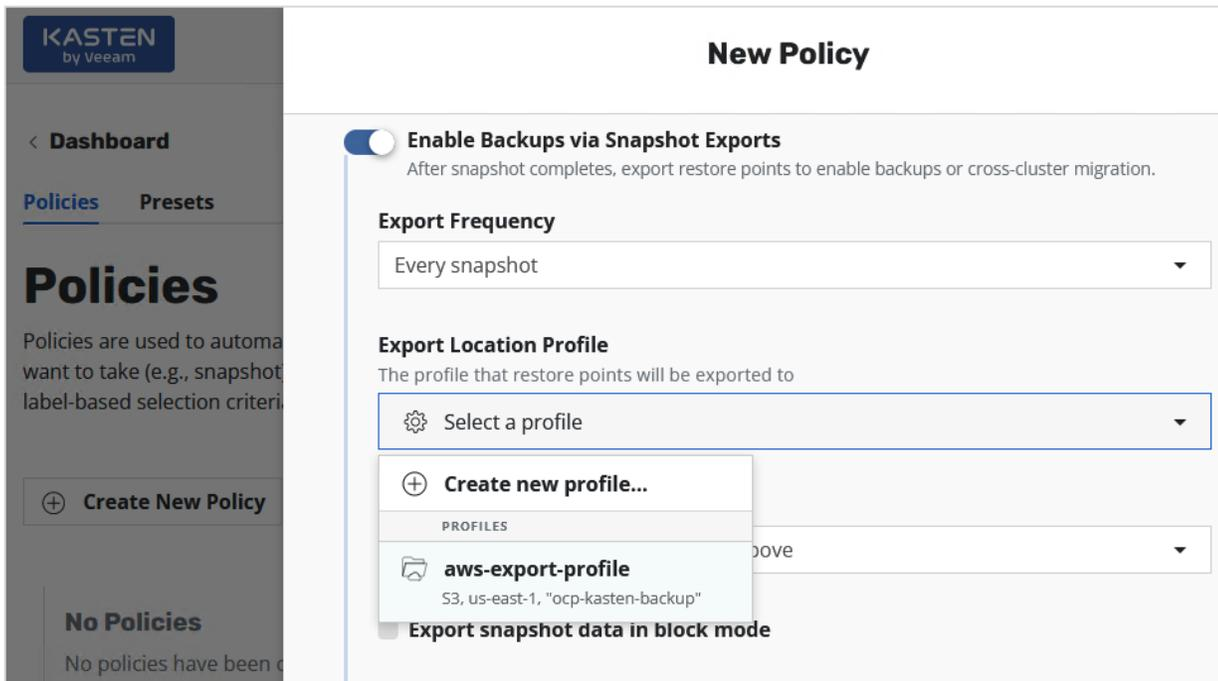 KASTEN
by Veeam
New Policy
Dashboard
Policies Presets
Policies
Policies are used to automa
want to take (e.g., snapshot)
label-based selection criteri
Create New Policy
No Policies
No policies have been
Enable Backups via Snapshot Exports
After snapshot completes, export restore points to enable backups or cross-cluster migration.
Export Frequency
Every snapshot
Export Location Profile
The profile that restore points will be exported to
Select a profile
Create new profile...
PROFILES
aws-export-profile
S3, us-east-1, "ocp-kasten-backup"
Export snapshot data in block mode